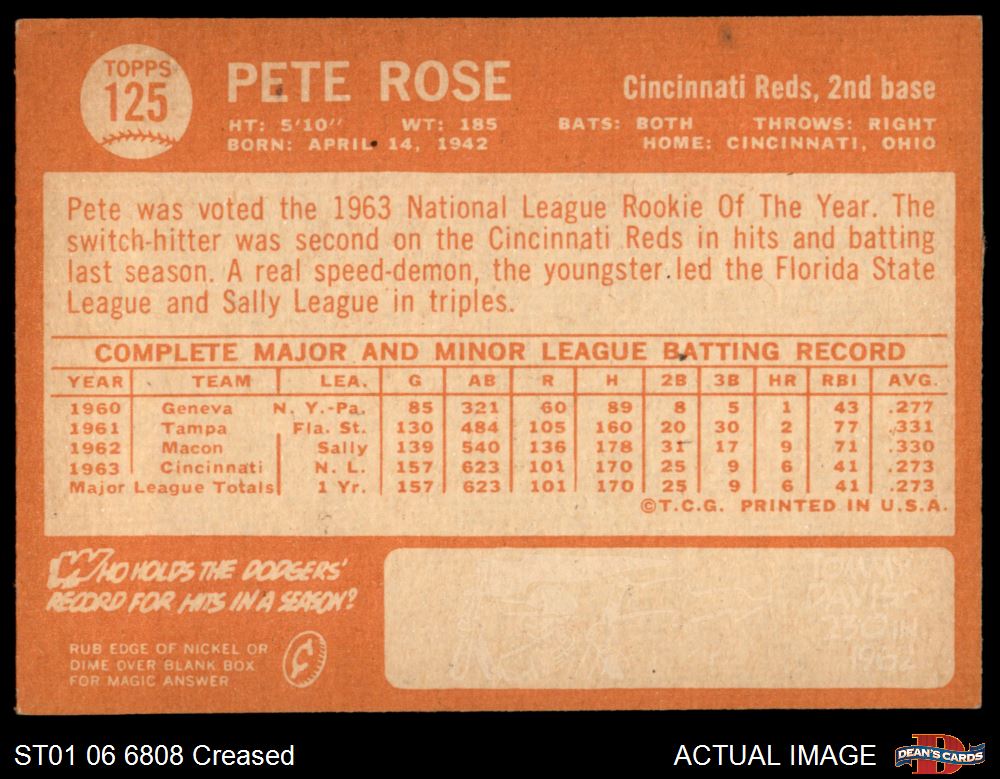 TOPPS
125
PETE ROSE
Cincinnati Reds, 2nd base
HT: 5'10" WT: 185 BATS: BOTH THROWS: RIGHT
BORN: APRIL 14, 1942 HOME: CINCINNATI, OHIO
Pete was voted the 1963 National League Rookie Of The Year. The
switch-hitter was second on the Cincinnati Reds in hits and batting
last season. A real speed-demon, the youngster led the Florida State
League and Sally League in triples.
COMPLETE MAJOR AND MINOR LEAGUE BATTING RECORD
YEAR TEAM LEA. G AB R H 2B 3B HR RBI AVG.
1960 Geneva N. Y.-Pa. 85 321 60 89 8 5 1 43 .277
1961 Tampa Fla. St. 130 484 105 160 20 30 2 77 .331
1962 Macon Sally 139 540 136 178 31 17 9 71 .330
1963 Cincinnati N. L. 157 623 101 170 25 9 6 41 .273
Major League Totals 1 Yr. 157 623 101 170 25 9 6 41 .273
©T.C.G. PRINTED IN U.S.A.
WHO HOLDS THE DODGERS'
RECORD FOR HITS IN A SEASON?
RUB EDGE OF NICKEL OR
DIME OVER BLANK BOX
FOR MAGIC ANSWER
TOMMY
DAVIS
230 IN
1962
ST01 06 6808 Creased
ACTUAL IMAGE
DEAN'S CARDS